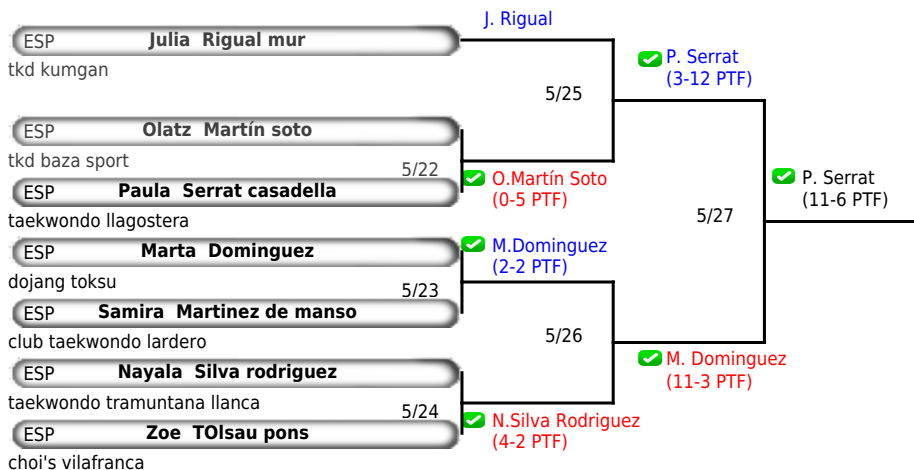 J. Rigual
ESP Julia Rigual mur
tkd kumgan
P. Serrat
(3-12 PTF)
5/25
ESP Olatz Martín soto
tkd baza sport
5/22
O.Martín Soto
(0-5 PTF)
ESP Paula Serrat casadella
taekwondo llagostera
P. Serrat
(11-6 PTF)
5/27
ESP Marta Dominguez
dojang toksu
M.Dominguez
(2-2 PTF)
5/23
ESP Samira Martinez de manso
club taekwondo lardero
5/26
ESP Nayala Silva rodriguez
taekwondo tramuntana llanca
M. Dominguez
(11-3 PTF)
5/24
N.Silva Rodriguez
(4-2 PTF)
ESP Zoe TOlsau pons
choi's vilafranca